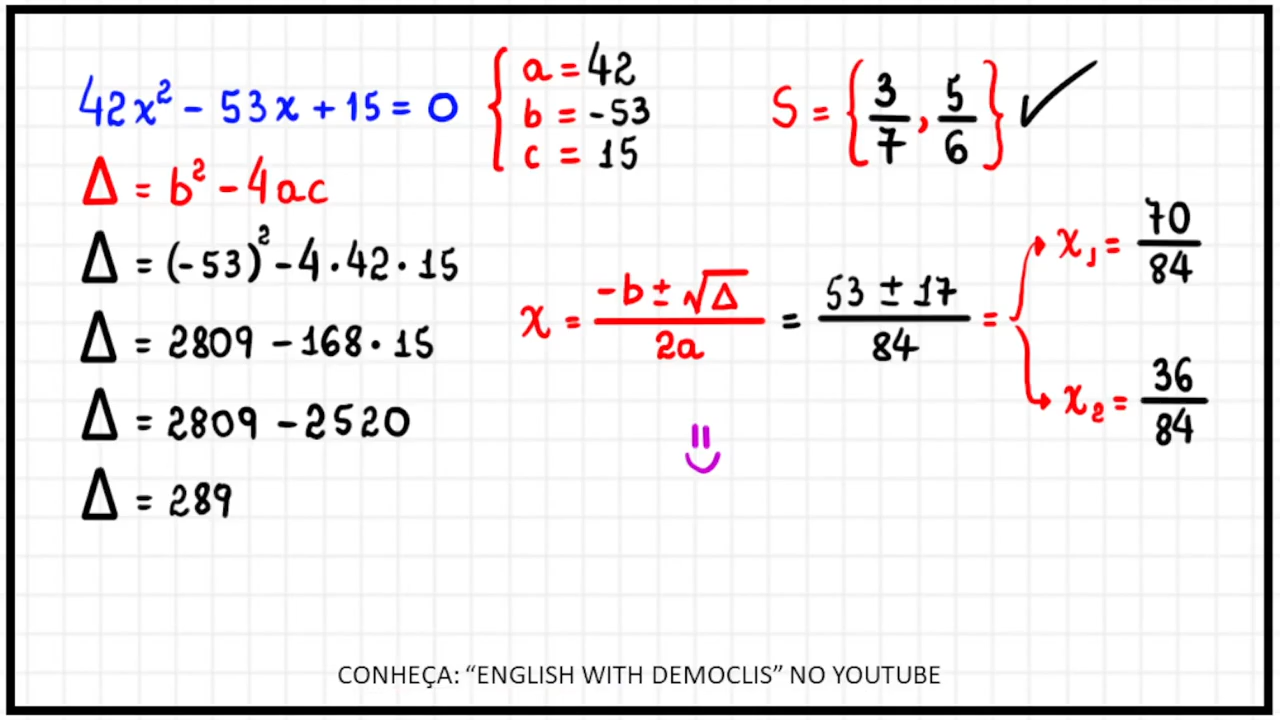 42x² - 53x + 15 = 0
a = 42
b = -53
c = 15
S = {3/7, 5/6} ✓
Δ = b² - 4ac
Δ = (-53)² - 4 · 42 · 15
Δ = 2809 - 168 · 15
Δ = 2809 - 2520
Δ = 289
x = (-b ± √Δ)/2a = (53 ± 17)/84 =
x₁ = 70/84
x₂ = 36/84
CONHEÇA: “ENGLISH WITH DEMOCLIS” NO YOUTUBE